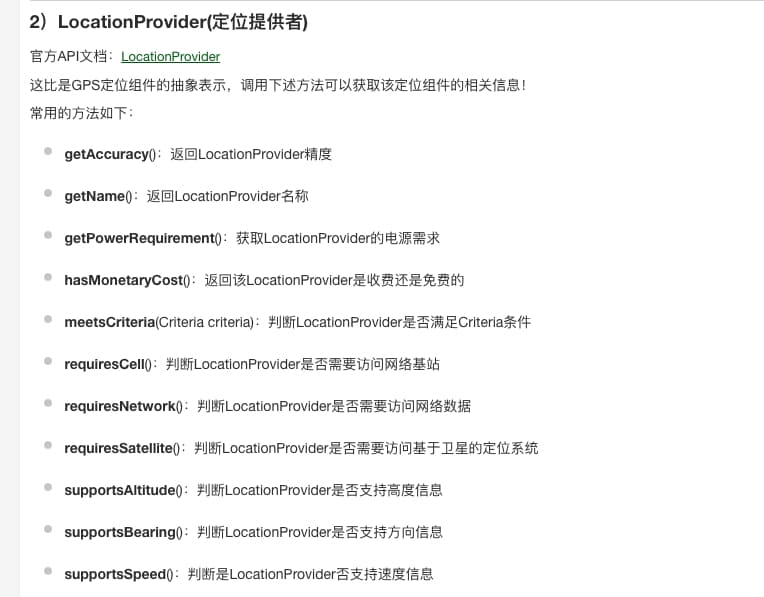 2）LocationProvider(定位提供者)
官方API文档：LocationProvider
这比是GPS定位组件的抽象表示，调用下述方法可以获取该定位组件的相关信息！
常用的方法如下：
getAccuracy()：返回LocationProvider精度
getName()：返回LocationProvider名称
getPowerRequirement()：获取LocationProvider的电源需求
hasMonetaryCost()：返回该LocationProvider是收费还是免费的
meetsCriteria(Criteria criteria)：判断LocationProvider是否满足Criteria条件
requiresCell()：判断LocationProvider是否需要访问网络基站
requiresNetwork()：判断LocationProvider是否需要访问网络数据
requiresSatellite()：判断LocationProvider是否需要访问基于卫星的定位系统
supportsAltitude()：判断LocationProvider是否支持高度信息
supportsBearing()：判断LocationProvider是否支持方向信息
supportsSpeed()：判断是LocationProvider否支持速度信息